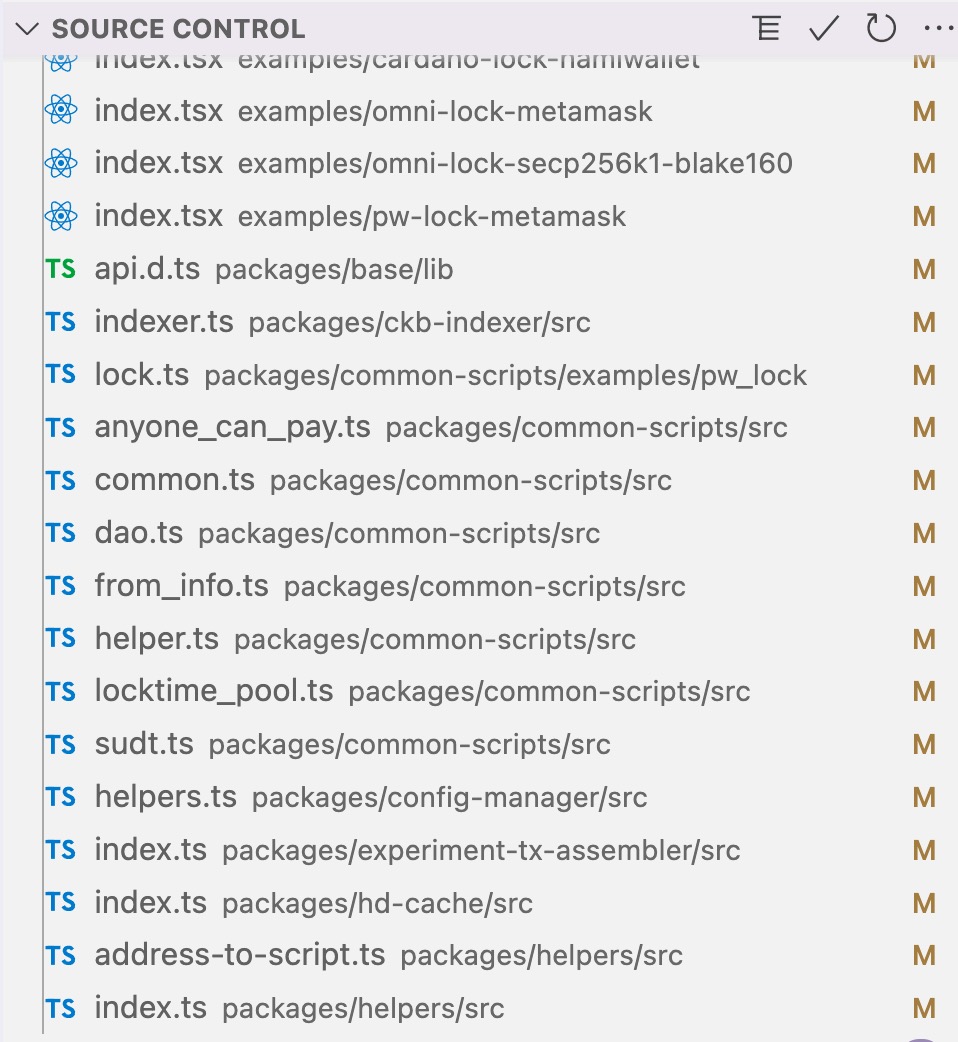 SOURCE CONTROL
index.tsx examples/cardano-lock-namiwallet M
index.tsx examples/omni-lock-metamask M
index.tsx examples/omni-lock-secp256k1-blake160 M
index.tsx examples/pw-lock-metamask M
TS api.d.ts packages/base/lib M
TS indexer.ts packages/ckb-indexer/src M
TS lock.ts packages/common-scripts/examples/pw_lock M
TS anyone_can_pay.ts packages/common-scripts/src M
TS common.ts packages/common-scripts/src M
TS dao.ts packages/common-scripts/src M
TS from_info.ts packages/common-scripts/src M
TS helper.ts packages/common-scripts/src M
TS locktime_pool.ts packages/common-scripts/src M
TS sudt.ts packages/common-scripts/src M
TS helpers.ts packages/config-manager/src M
TS index.ts packages/experiment-tx-assembler/src M
TS index.ts packages/hd-cache/src M
TS address-to-script.ts packages/helpers/src M
TS index.ts packages/helpers/src M